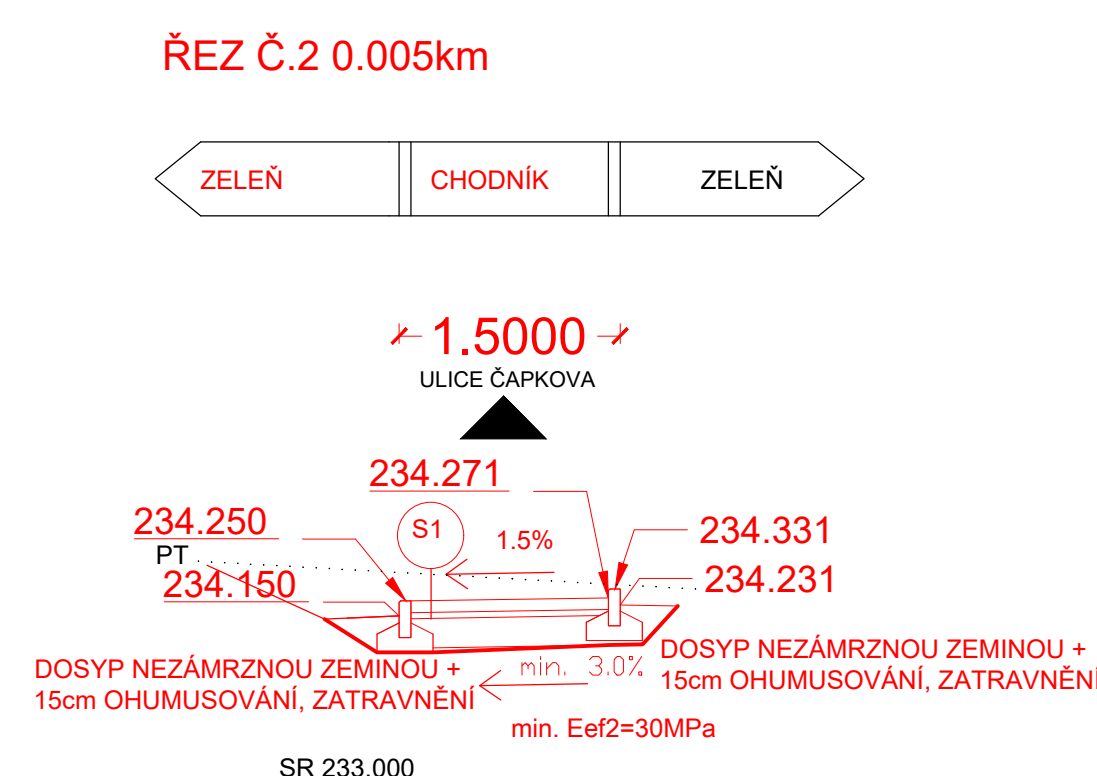 ŘEZ Č.2 0.005km
ZELEŇ
CHODNÍK
ZELEŇ
1.5000
ULICE ČAPKOVA
234.271
234.250
S1
1.5%
234.331
PT
234.150
234.231
DOSYP NEZÁMRZNOU ZEMINOU +
15cm OHUMUSOVÁNÍ, ZATRAVNĚNÍ
min. 3.0%
DOSYP NEZÁMRZNOU ZEMINOU +
15cm OHUMUSOVÁNÍ, ZATRAVNĚNÍ
min. Eef2=30MPa
SR 233.000